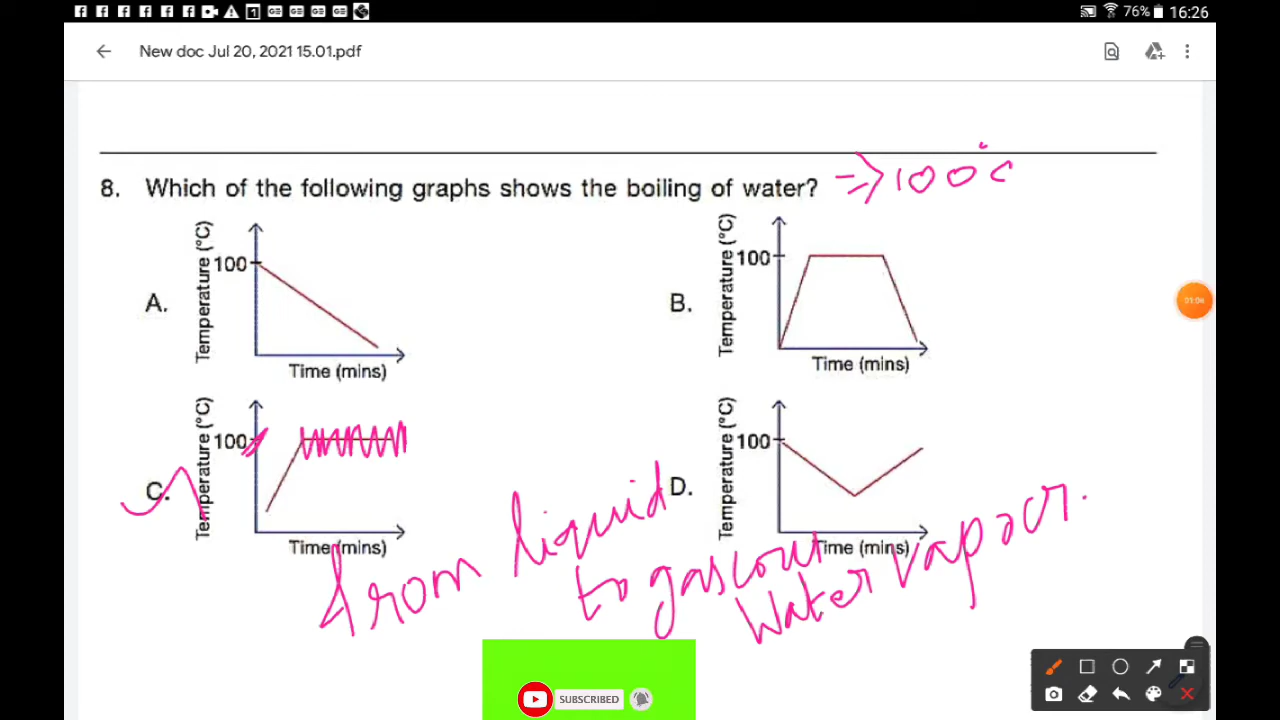 76% 16:26
New doc Jul 20, 2021 15.01.pdf
8. Which of the following graphs shows the boiling of water? => 100°c
A.
Temperature (°C)
100
Time (mins)
B.
Temperature (°C)
100
Time (mins)
C.
Temperature (°C)
100
Time (mins)
D.
Temperature (°C)
100
Time (mins)
from liquid
to gaseous
water vapour.
01:04
SUBSCRIBED